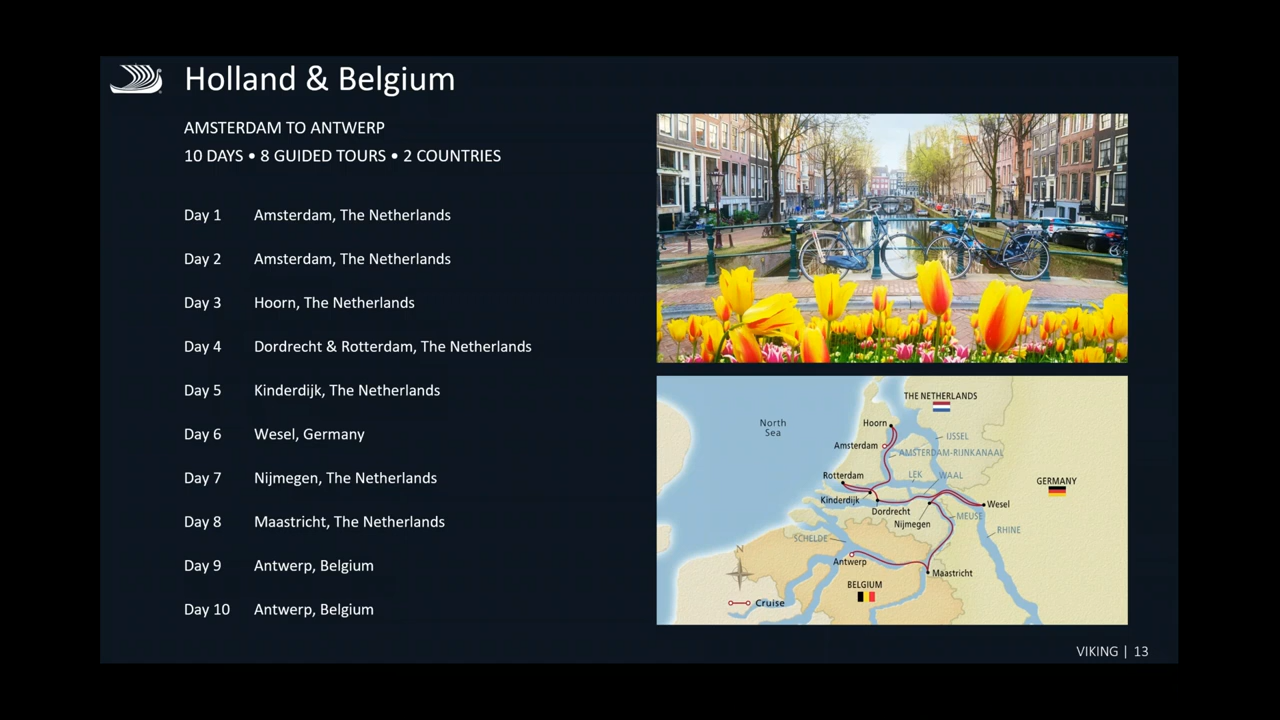 Holland & Belgium
AMSTERDAM TO ANTWERP
10 DAYS • 8 GUIDED TOURS • 2 COUNTRIES
Day 1 Amsterdam, The Netherlands
Day 2 Amsterdam, The Netherlands
Day 3 Hoorn, The Netherlands
Day 4 Dordrecht & Rotterdam, The Netherlands
Day 5 Kinderdijk, The Netherlands
Day 6 Wesel, Germany
Day 7 Nijmegen, The Netherlands
Day 8 Maastricht, The Netherlands
Day 9 Antwerp, Belgium
Day 10 Antwerp, Belgium
THE NETHERLANDS
North
Sea
Hoorn
IJSSEL
Amsterdam
AMSTERDAM-RIJNKANAAL
Rotterdam
LEK
WAAL
GERMANY
Kinderdijk
Wesel
Dordrecht
Nijmegen
MEUSE
RHINE
SCHELDE
N
Antwerp
Maastricht
BELGIUM
Cruise
VIKING | 13